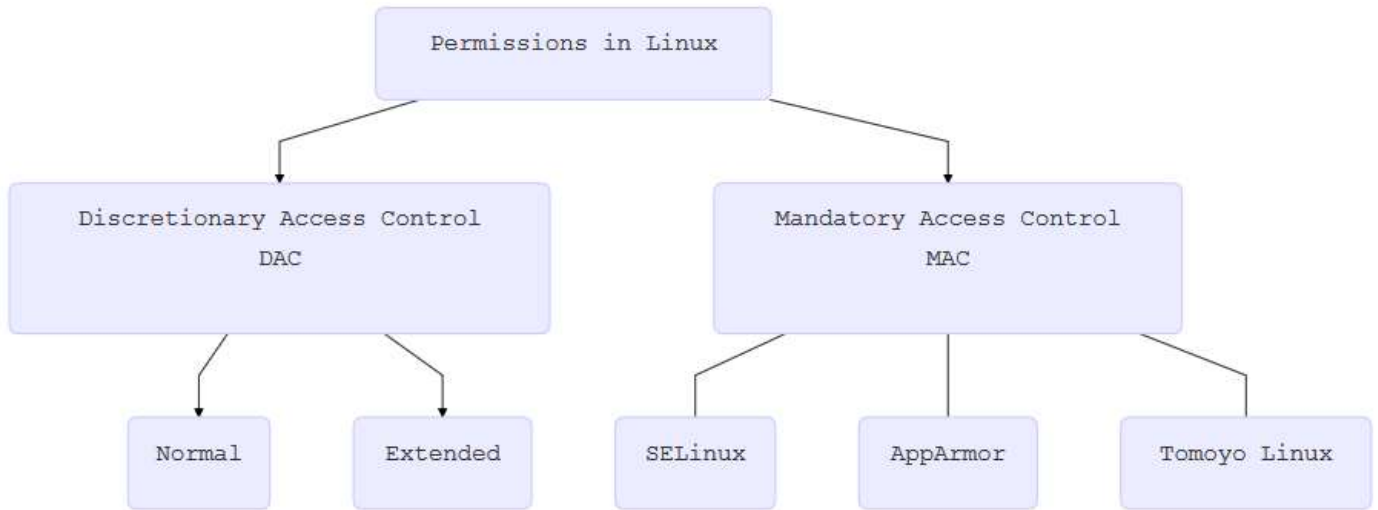 Permissions in Linux
Discretionary Access Control
DAC
Mandatory Access Control
MAC
Normal
Extended
SELinux
AppArmor
Tomoyo Linux